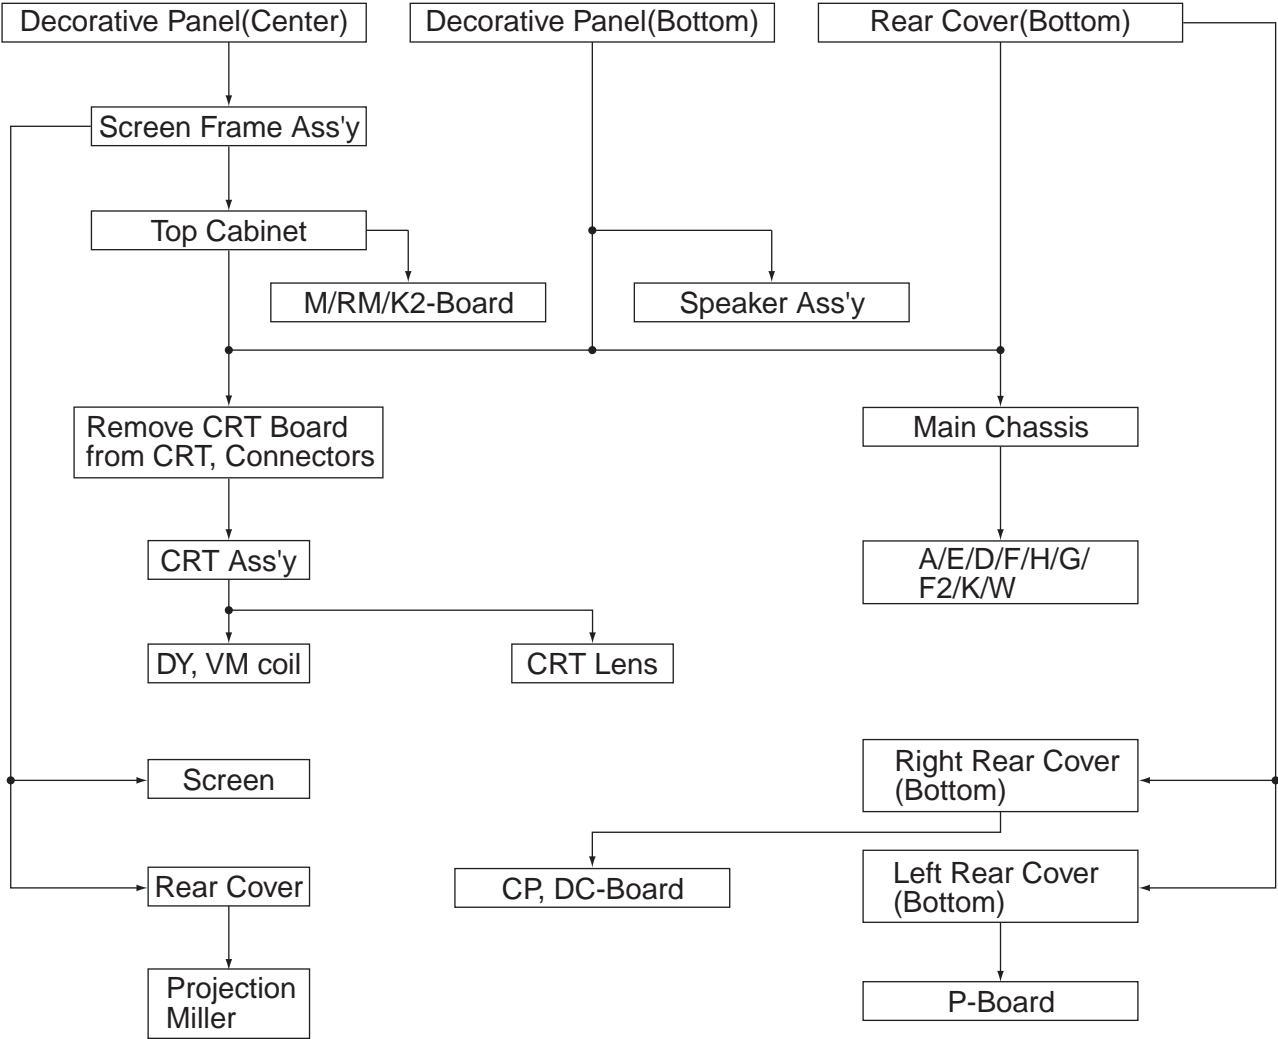 Decorative Panel(Center)
Decorative Panel(Bottom)
Rear Cover(Bottom)
Screen Frame Ass'y
Top Cabinet
M/RM/K2-Board
Speaker Ass'y
Remove CRT Board
from CRT, Connectors
Main Chassis
CRT Ass'y
A/E/D/F/H/G/
F2/K/W
DY, VM coil
CRT Lens
Screen
Right Rear Cover
(Bottom)
Rear Cover
CP, DC-Board
Left Rear Cover
(Bottom)
Projection
Miller
P-Board